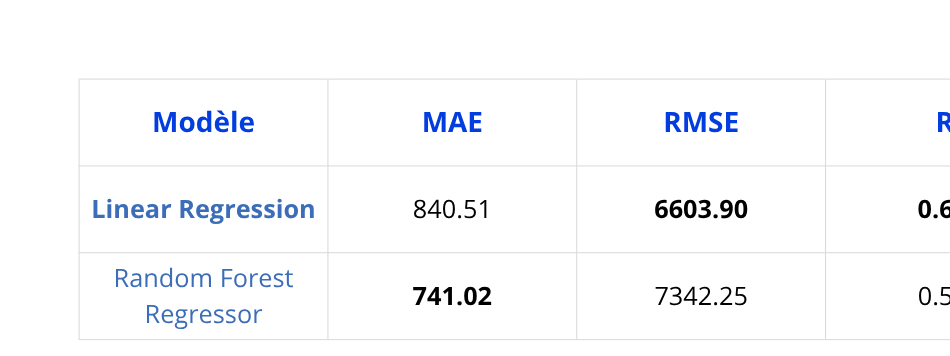 Modèle MAE RMSE
Linear Regression 840.51 6603.90
Random Forest
Regressor 741.02 7342.25